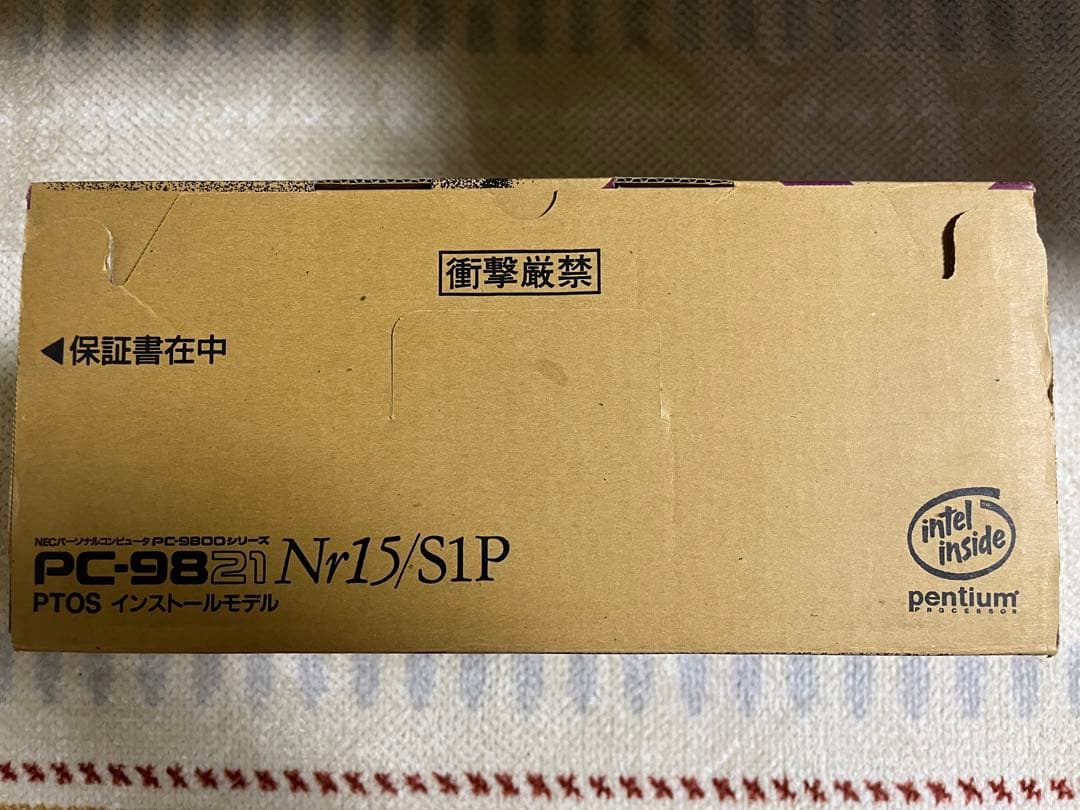 衝撃厳禁
◀保証書在中
NECパーソナルコンピュータPC-9800シリーズ
PC-9821 Nr15/S1P
PTOS インストールモデル
intel
inside
pentium®
PROCESSOR